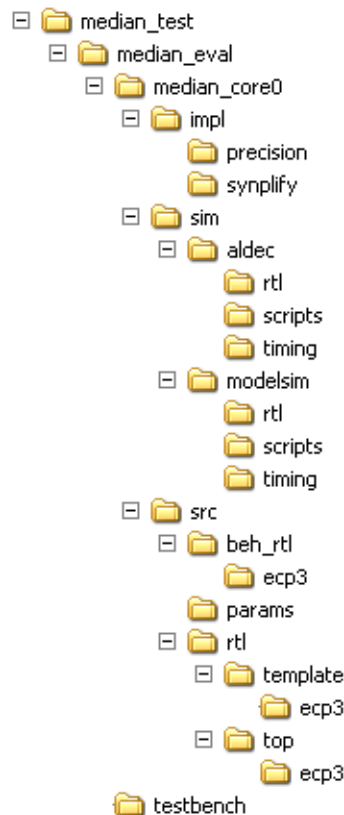 median_test
median_eval
median_core0
impl
precision
synplify
sim
aldec
rtl
scripts
timing
modelsim
rtl
scripts
timing
src
beh_rtl
ecp3
params
rtl
template
ecp3
top
ecp3
testbench